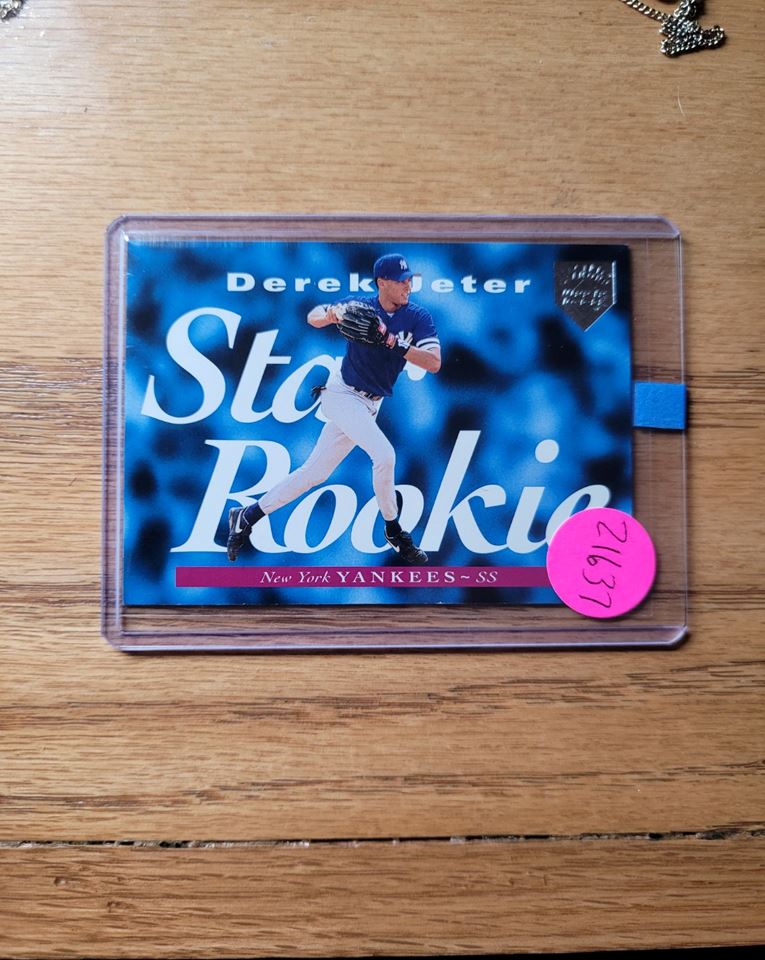 Derek Jeter
Star
Rookie
New York YANKEES ~ SS
21637